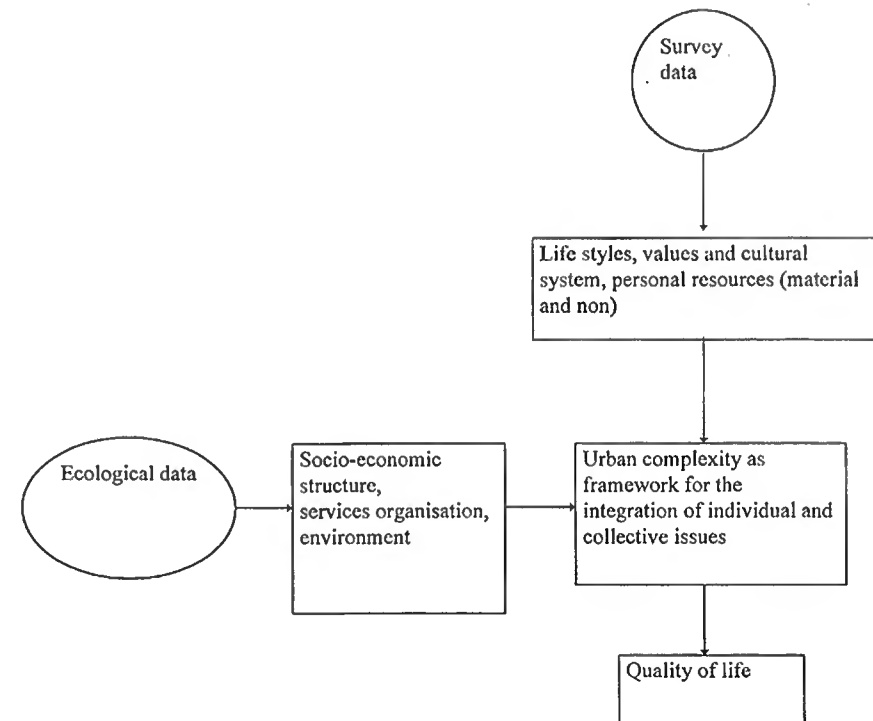 Survey
data
Life styles, values and cultural
system, personal resources (material
and non)
Ecological data
Socio-economic
structure,
services organisation,
environment
Urban complexity as
framework for the
integration of individual and
collective issues
Quality of life